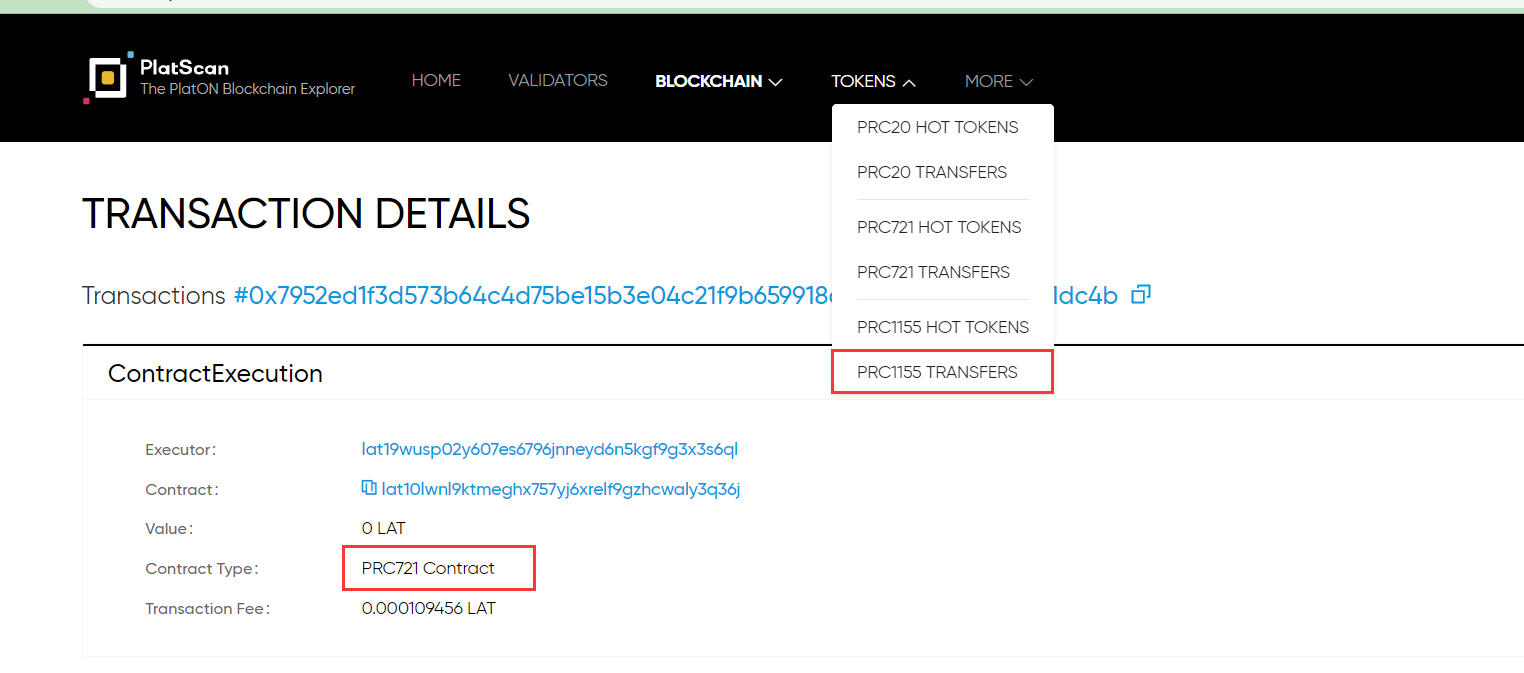 PlatScan
The PlatON Blockchain Explorer
HOME
VALIDATORS
BLOCKCHAIN
TOKENS
MORE
PRC20 HOT TOKENS
PRC20 TRANSFERS
PRC721 HOT TOKENS
PRC721 TRANSFERS
PRC1155 HOT TOKENS
PRC1155 TRANSFERS
TRANSACTION DETAILS
Transactions #0x7952ed1f3d573b64c4d75be15b3e04c21f9b659918 1dc4b
ContractExecution
Executor: lat19wusp02y607es6796jnneyd6n5kgf9g3x3s6ql
Contract: lat10lwnl9ktmeghx757yj6xrelf9gzhcwaly3q36j
Value: 0 LAT
Contract Type: PRC721 Contract
Transaction Fee: 0.000109456 LAT